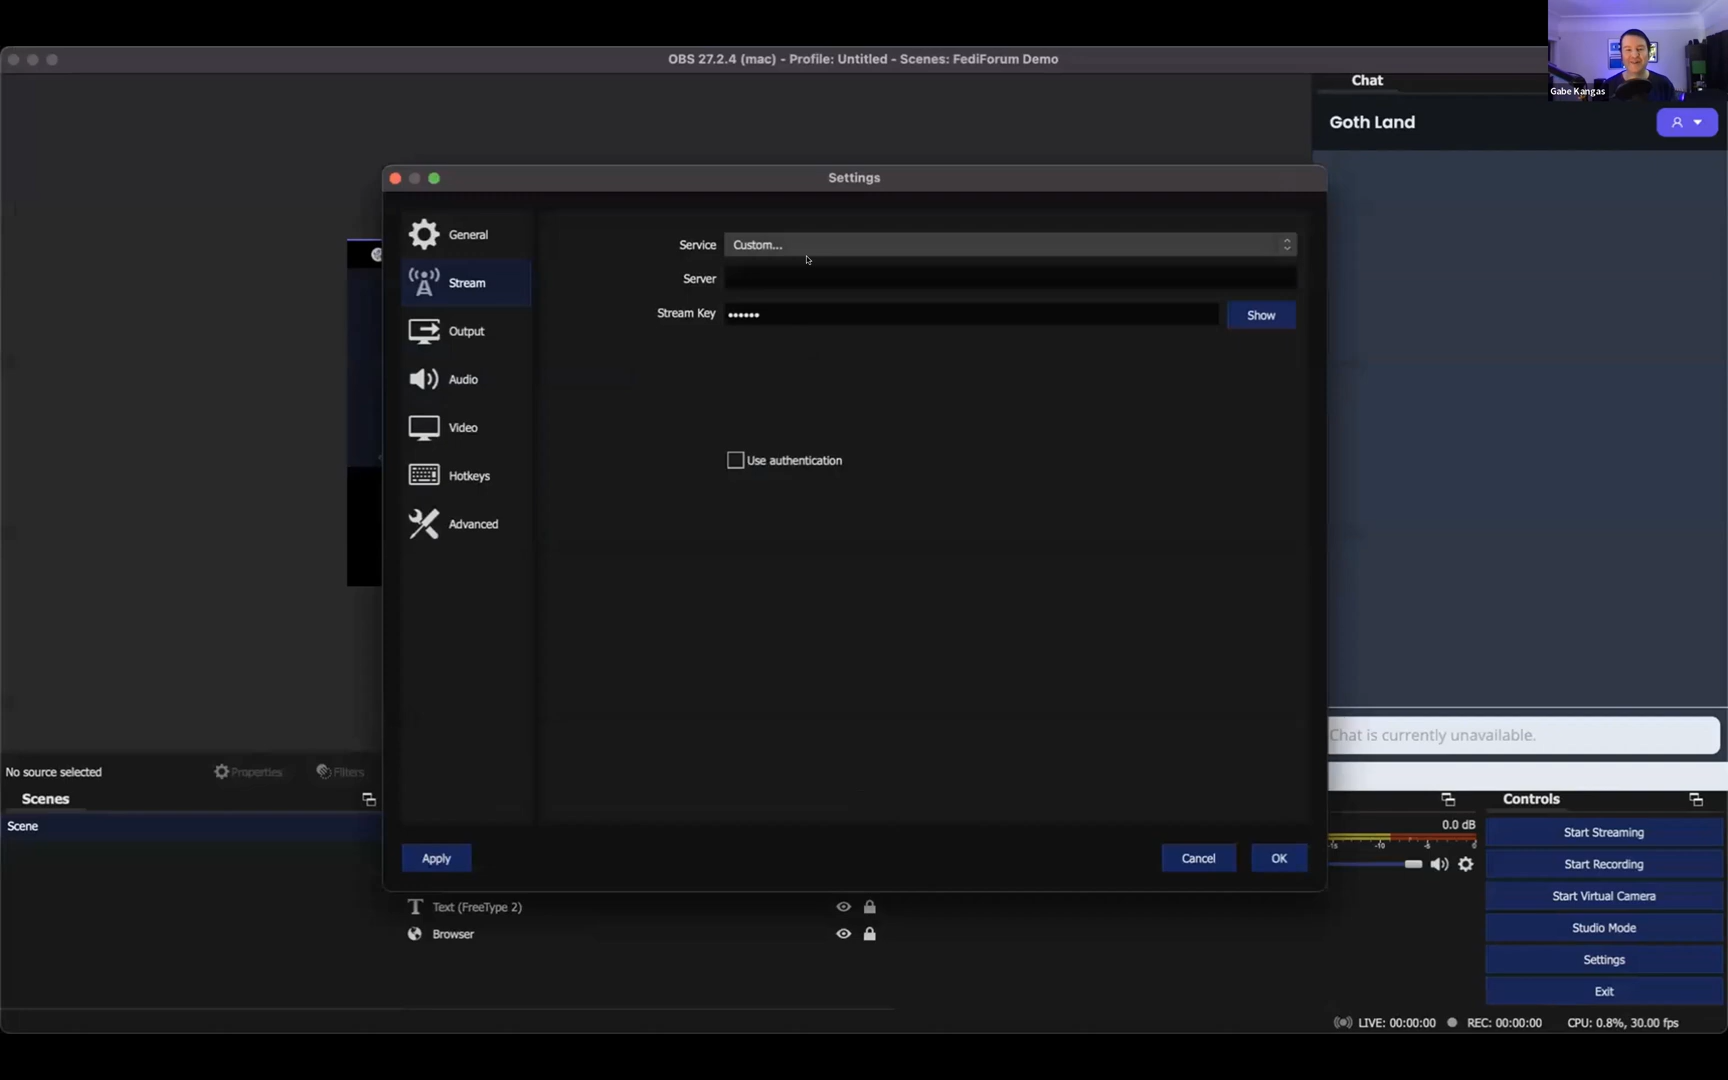 OBS 27.2.4 (mac) - Profile: Untitled - Scenes: FediForum Demo
Gabe Kangas
Chat
Goth Land
Settings
General
Stream
Output
Audio
Video
Hotkeys
Advanced
Service
Custom...
Server
Stream Key
••••••
Show
Use authentication
Apply
Cancel
OK
Chat is currently unavailable.
No source selected
Properties
Filters
Scenes
Scene
Text (FreeType 2)
Browser
0.0 dB
-15 -10 -5 0
Controls
Start Streaming
Start Recording
Start Virtual Camera
Studio Mode
Settings
Exit
LIVE: 00:00:00
REC: 00:00:00
CPU: 0.8%, 30.00 fps